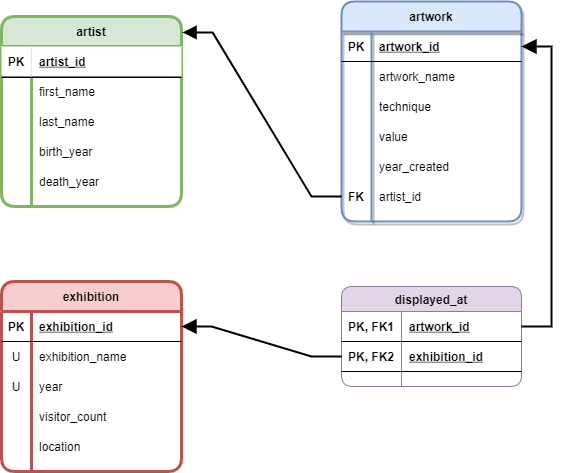 artist
PK artist_id
first_name
last_name
birth_year
death_year
artwork
PK artwork_id
artwork_name
technique
value
year_created
FK artist_id
exhibition
PK exhibition_id
U exhibition_name
U year
visitor_count
location
displayed_at
PK, FK1 artwork_id
PK, FK2 exhibition_id